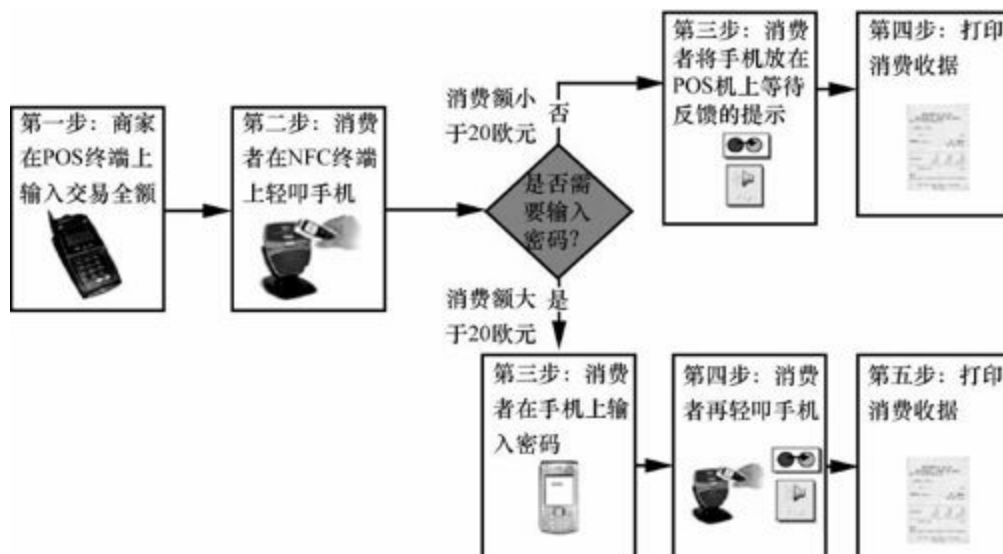 第一步：商家
在POS终端上
输入交易全额
第二步：消费
者在NFC终端
上轻叩手机
消费额小
于20欧元
否
是否需
要输入
密码?
消费额大
于20欧元
是
第三步：消费
者将手机放在
POS机上等待
反馈的提示
第四步：打印
消费收据
第三步：消费
者在手机上输
入密码
第四步：消费
者再轻叩手机
第五步：打印
消费收据